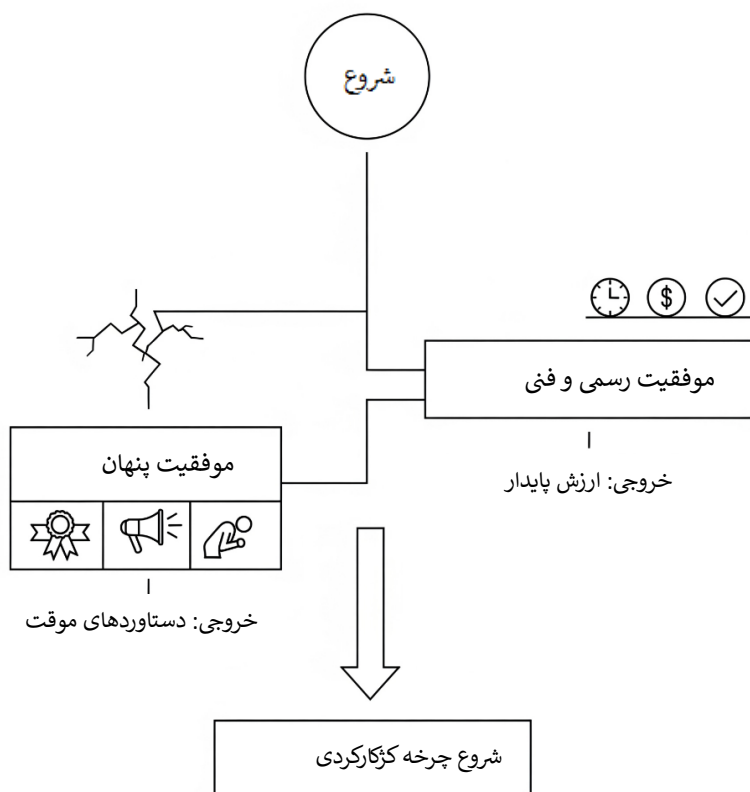 شروع
موفقیت رسمی و فنی
خروجی: ارزش پایدار
موفقیت پنهان
خروجی: دستاوردهای موقت
شروع چرخه کژکارکردی